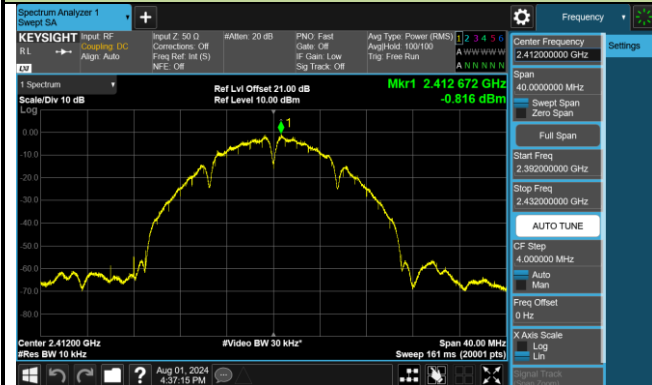 Spectrum Analyzer 1
Swept SA
+
Frequency
KEYSIGHT
RL
LXI
Input: RF
Coupling: DC
Align: Auto
Input Z: 50 Ω
Corrections: Off
Freq Ref: Int (S)
NFE: Off
#Atten: 20 dB
PNO: Fast
Gate: Off
IF Gain: Low
Sig Track: Off
Avg Type: Power (RMS)
Avg|Hold: 100/100
Trig: Free Run
1 2 3 4 5 6
A W W W W W
A N N N N N
Center Frequency
2.412000000 GHz
Settings
Span
40.0000000 MHz
Swept Span
Zero Span
Full Span
Start Freq
2.392000000 GHz
Stop Freq
2.432000000 GHz
AUTO TUNE
CF Step
4.000000 MHz
Auto
Man
Freq Offset
0 Hz
X Axis Scale
Log
Lin
Signal Track
(Span Zoom)
1 Spectrum
Scale/Div 10 dB
Log
Ref Lvl Offset 21.00 dB
Ref Level 10.00 dBm
Mkr1 2.412 672 GHz
-0.816 dBm
1
0.00
-10.0
-20.0
-30.0
-40.0
-50.0
-60.0
-70.0
-80.0
Center 2.41200 GHz
#Res BW 10 kHz
#Video BW 30 kHz*
Span 40.00 MHz
Sweep 161 ms (20001 pts)
?
Aug 01, 2024
4:37:15 PM